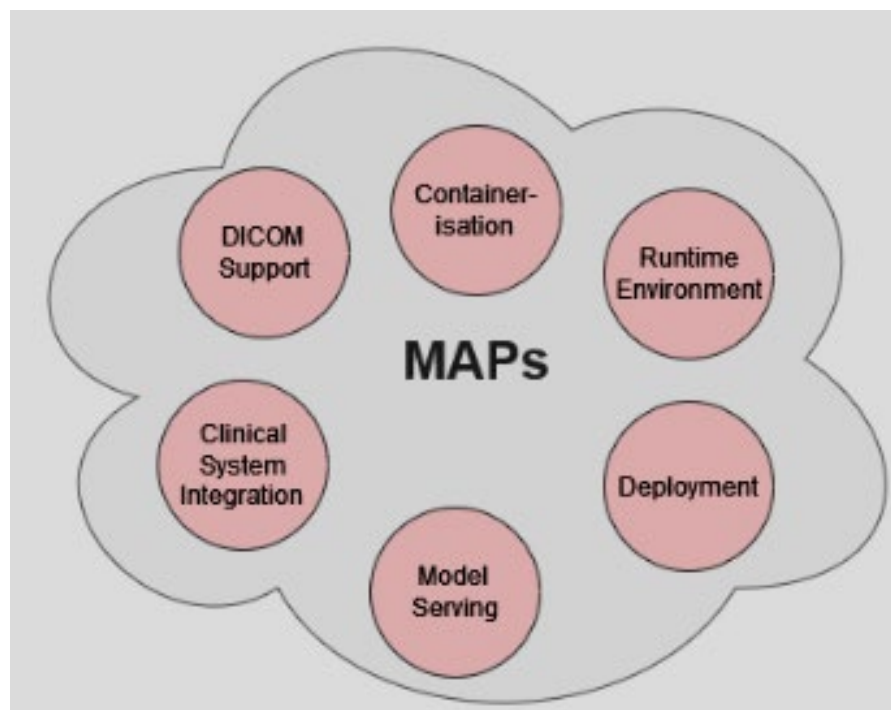 Container-
isation
DICOM
Support
Runtime
Environment
MAPs
Clinical
System
Integration
Deployment
Model
Serving